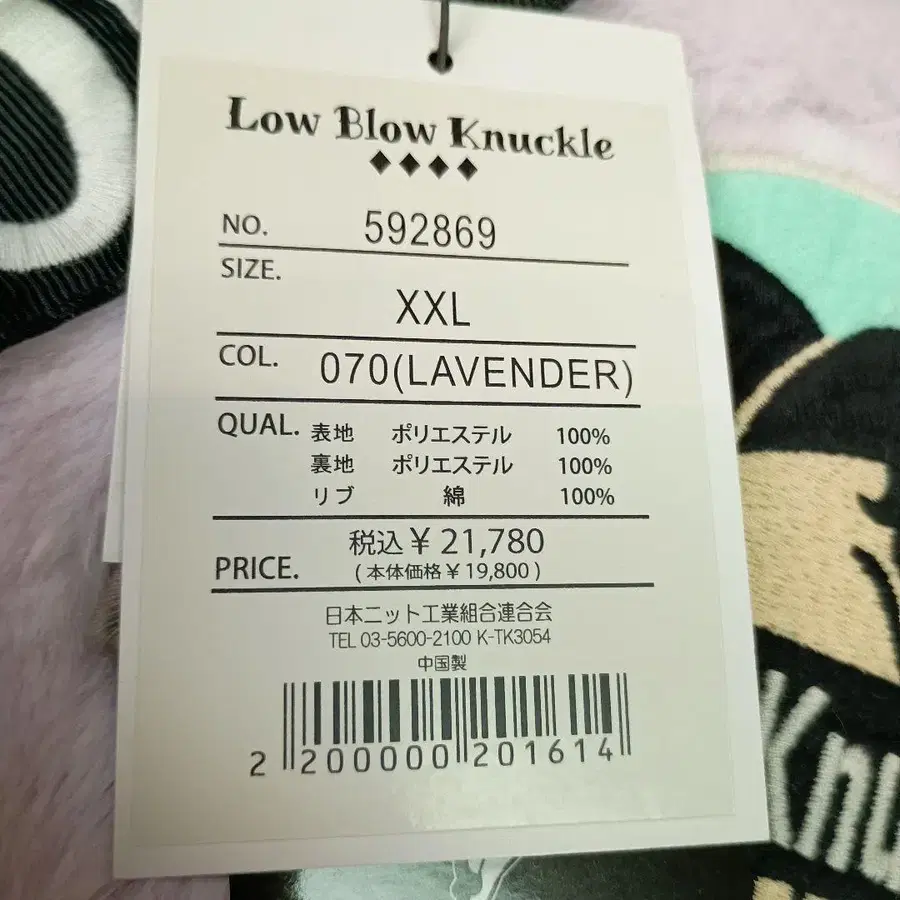 Low Blow Knuckle
NO. 592869
SIZE.
XXL
COL. 070(LAVENDER)
QUAL. 表地 ポリエステル 100%
裏地 ポリエステル 100%
リブ 綿 100%
税込¥21,780
PRICE. (本体価格¥19,800)
日本ニット工業組合連合会
TEL 03-5600-2100 K-TK3054
中国製
2 200000 201614